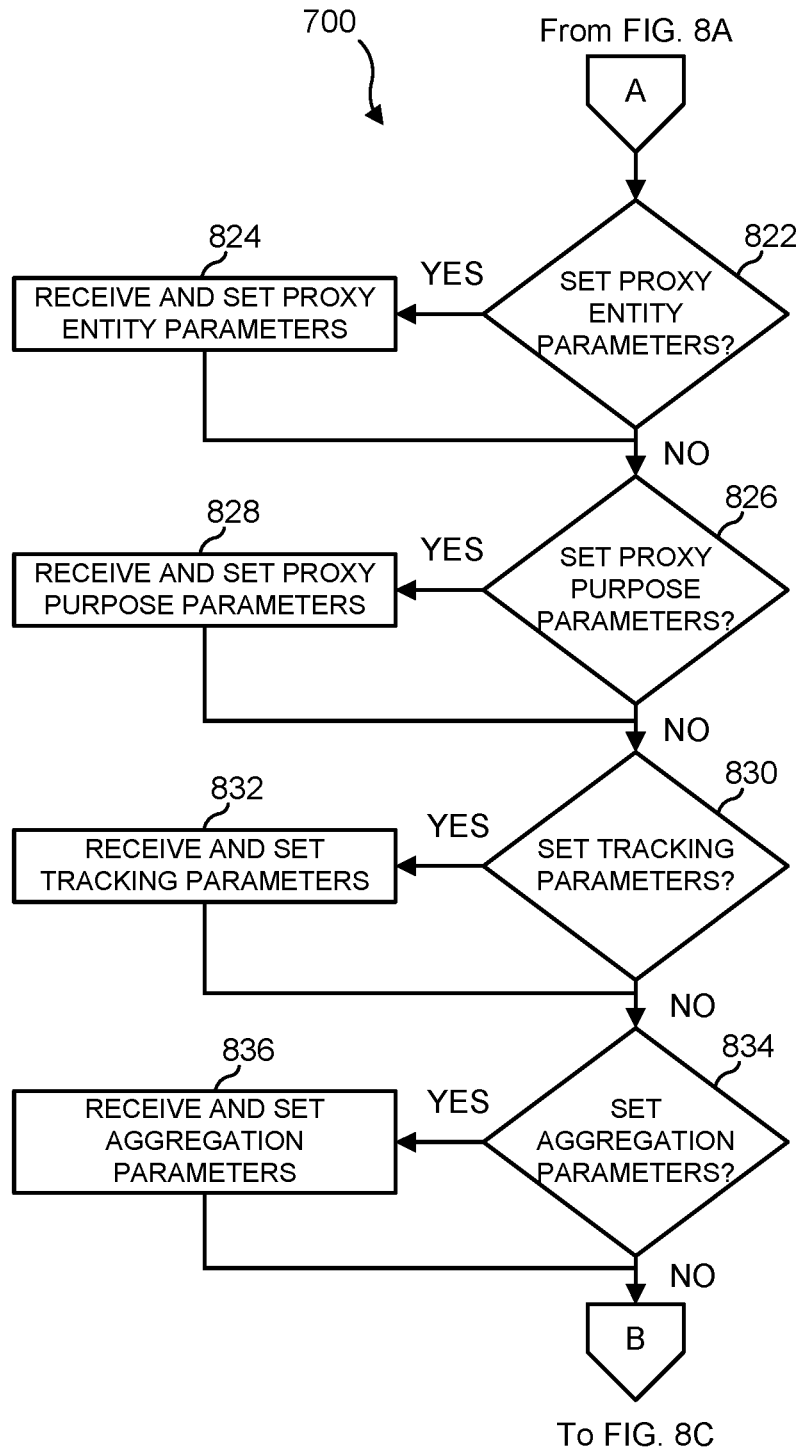 700
From FIG. 8A
A
824
822
RECEIVE AND SET PROXY
ENTITY PARAMETERS
YES
SET PROXY
ENTITY
PARAMETERS?
NO
828
826
RECEIVE AND SET PROXY
PURPOSE PARAMETERS
YES
SET PROXY
PURPOSE
PARAMETERS?
NO
832
830
RECEIVE AND SET
TRACKING PARAMETERS
YES
SET TRACKING
PARAMETERS?
NO
836
834
RECEIVE AND SET
AGGREGATION
PARAMETERS
YES
SET
AGGREGATION
PARAMETERS?
NO
B
To FIG. 8C